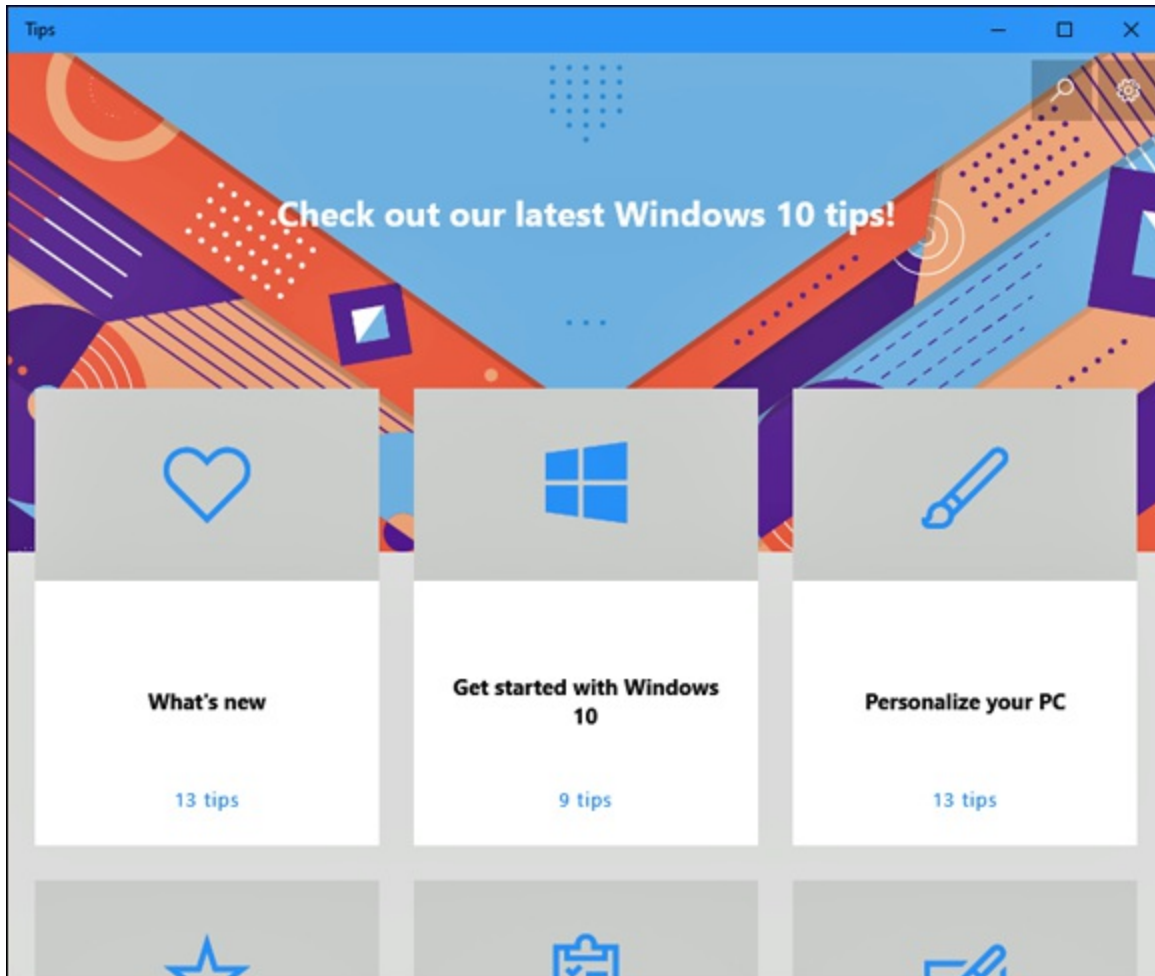 Tips
Check out our latest Windows 10 tips!
What's new
Get started with Windows
10
Personalize your PC
13 tips
9 tips
13 tips